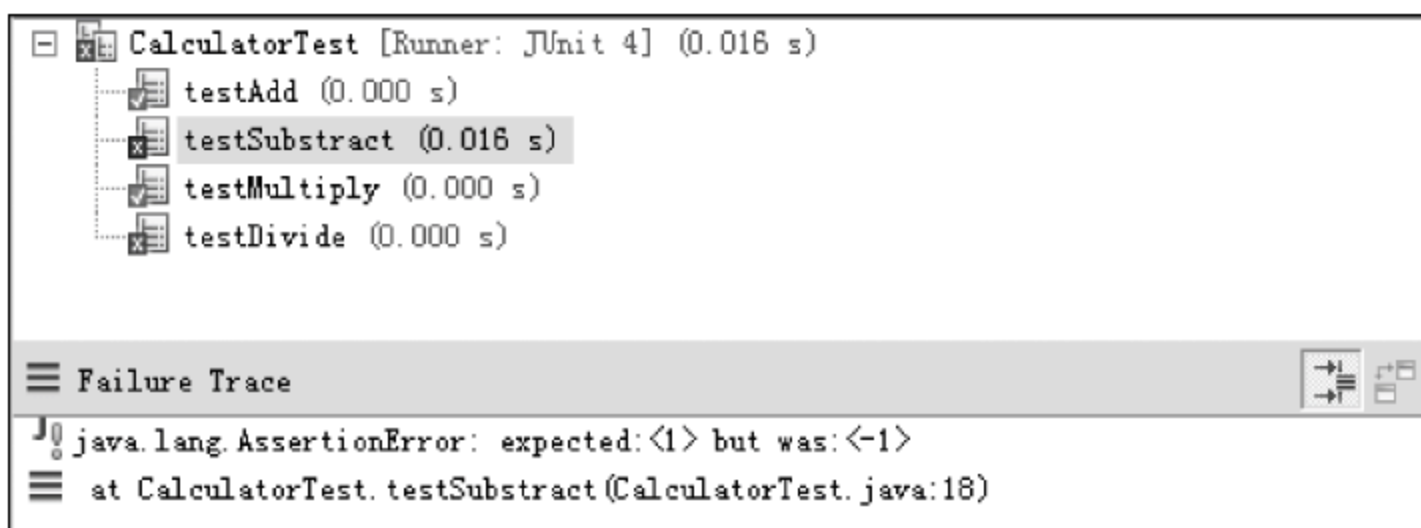 CalculatorTest [Runner: JUnit 4] (0.016 s)
testAdd (0.000 s)
testSubstract (0.016 s)
testMultiply (0.000 s)
testDivide (0.000 s)
Failure Trace
java.lang.AssertionError: expected:<1> but was:<-1>
at CalculatorTest.testSubstract(CalculatorTest.java:18)